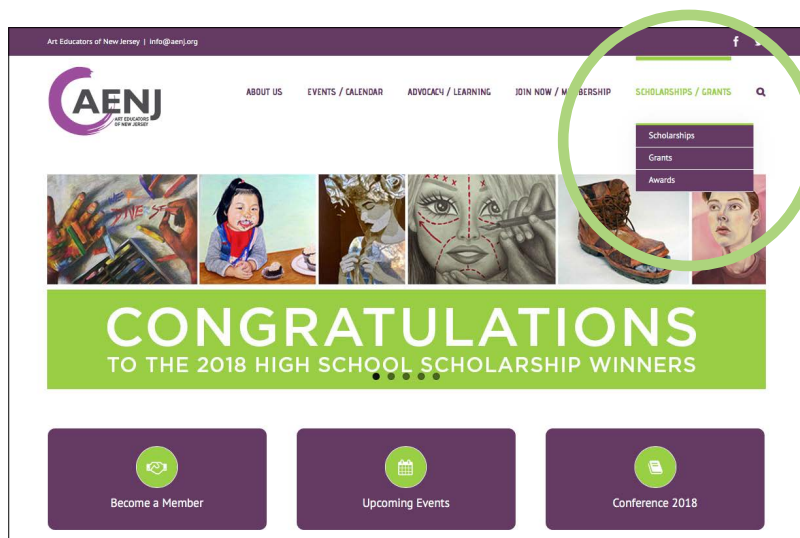 Art Educators of New Jersey | info@aenj.org
f
AENJ
ART EDUCATORS
OF NEW JERSEY
ABOUT US
EVENTS / CALENDAR
ADVOCACY / LEARNING
JOIN NOW / MEMBERSHIP
SCHOLARSHIPS / GRANTS
Scholarships
Grants
Awards
CONGRATULATIONS
TO THE 2018 HIGH SCHOOL SCHOLARSHIP WINNERS
Become a Member
Upcoming Events
Conference 2018